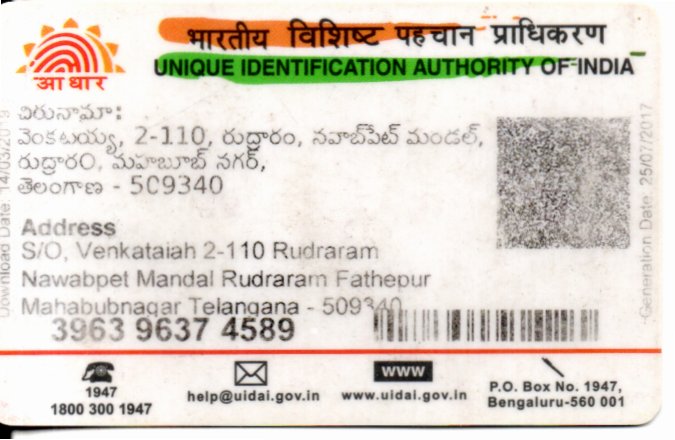 भारतीय विशिष्ट पहचान प्राधिकरण
UNIQUE IDENTIFICATION AUTHORITY OF INDIA
आधार
చిరునామా:
వెంకటయ్య, 2-110, రుద్రారం, నవాబ్‌పేట్ మండల్,
రుద్రారం, మహబూబ్ నగర్,
తెలంగాణ - 509340
Address
S/O, Venkataiah 2-110 Rudraram
Nawabpet Mandal Rudraram Fathepur
Mahabubnagar Telangana - 509340
3963 9637 4589
Download Date: 14/03/2019
Generation Date: 25/07/2017
1947
1800 300 1947
help@uidai.gov.in
WWW
www.uidai.gov.in
P.O. Box No. 1947,
Bengaluru-560 001